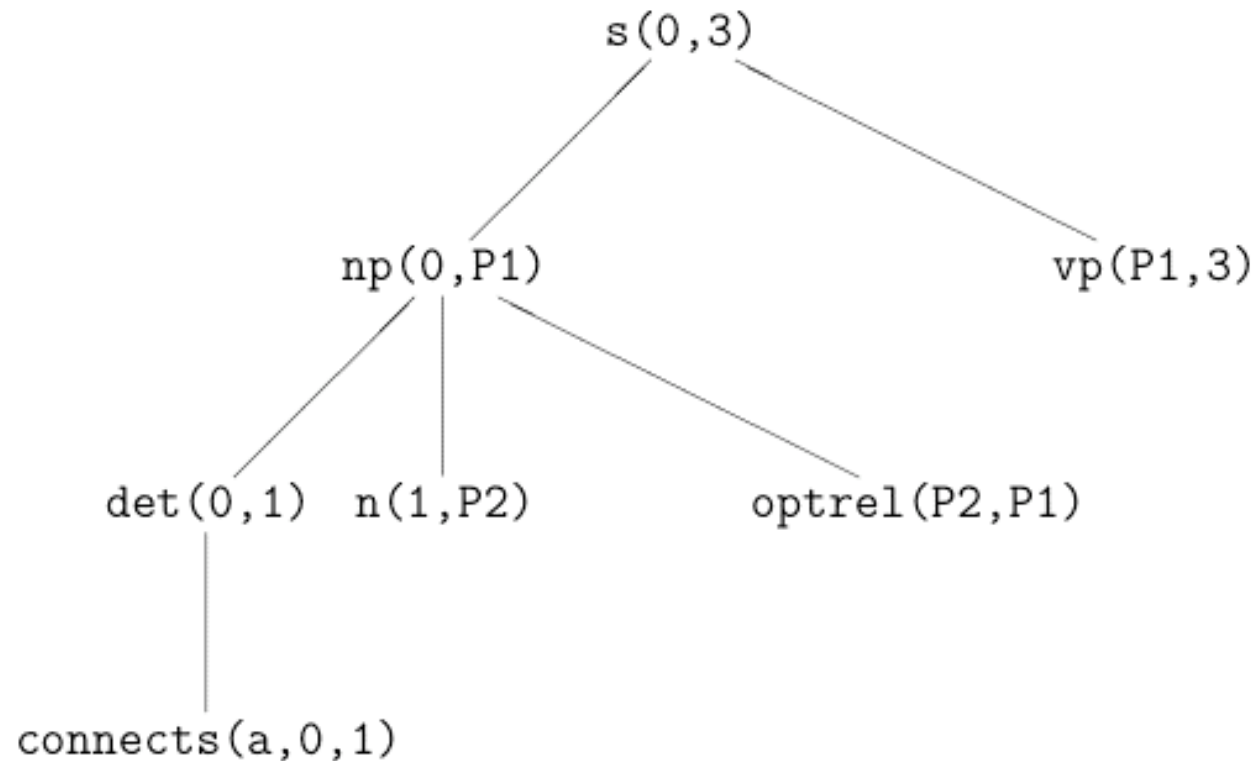 s(0,3)
np(0,P1) vp(P1,3)
det(0,1) n(1,P2) optrel(P2,P1)
connects(a,0,1)